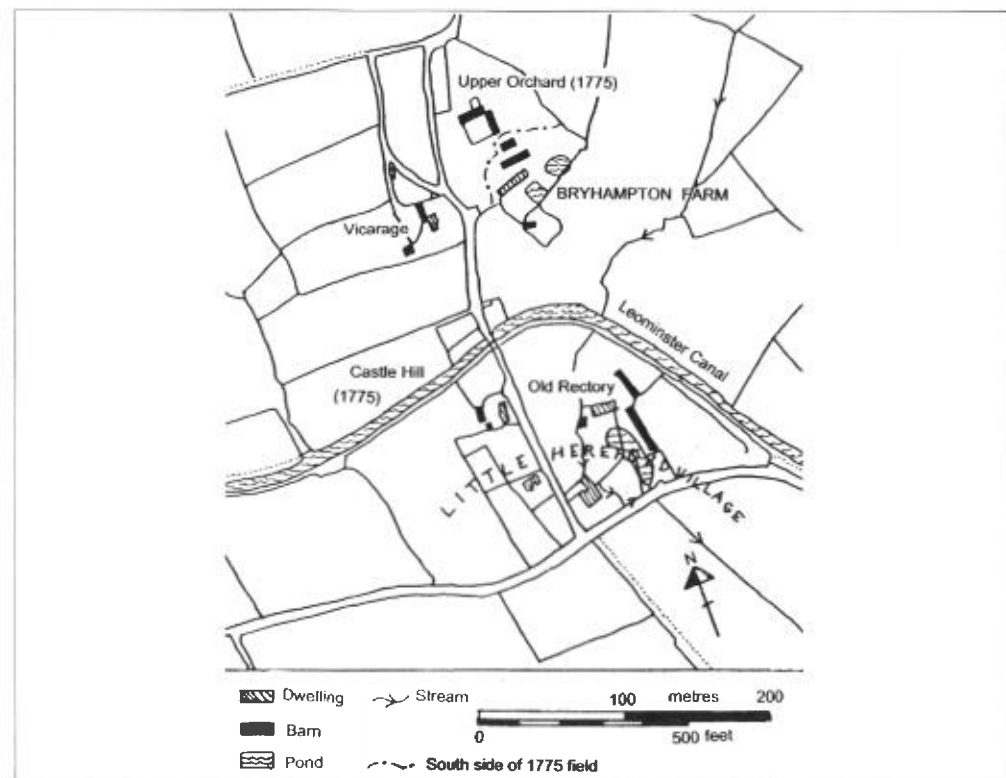 Upper Orchard (1775)
BRYHAMPTON FARM
Vicarage
Leominster Canal
Castle Hill
(1775)
Old Rectory
LITTLE HEREFORD VILLAGE
N
Dwelling
Stream
100 metres 200
Barn
0 500 feet
Pond
South side of 1775 field